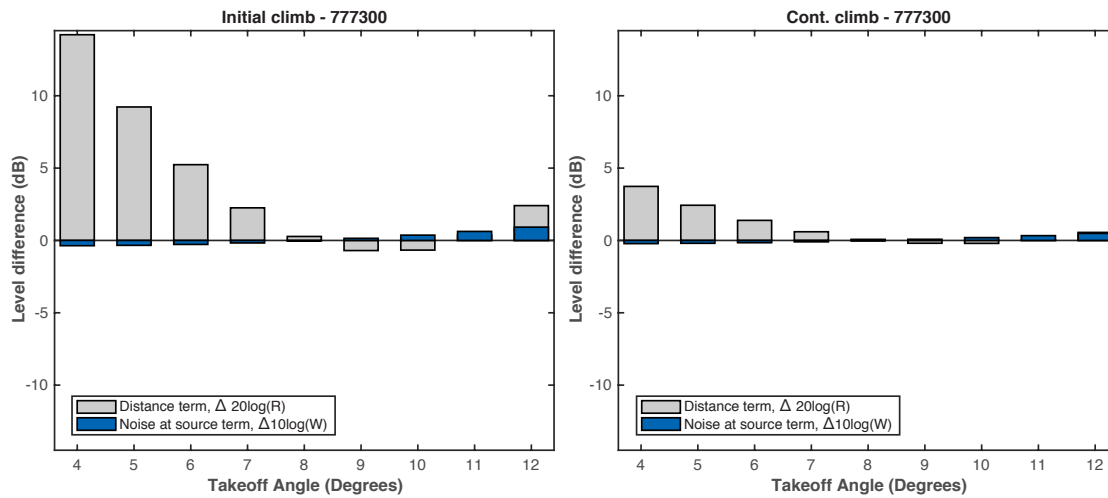 Initial climb - 777300
Level difference (dB)
10
5
0
-5
-10
Distance term, Δ 20log(R)
Noise at source term, Δ10log(W)
4 5 6 7 8 9 10 11 12
Takeoff Angle (Degrees)
Cont. climb - 777300
Level difference (dB)
10
5
0
-5
-10
Distance term, Δ 20log(R)
Noise at source term, Δ10log(W)
4 5 6 7 8 9 10 11 12
Takeoff Angle (Degrees)